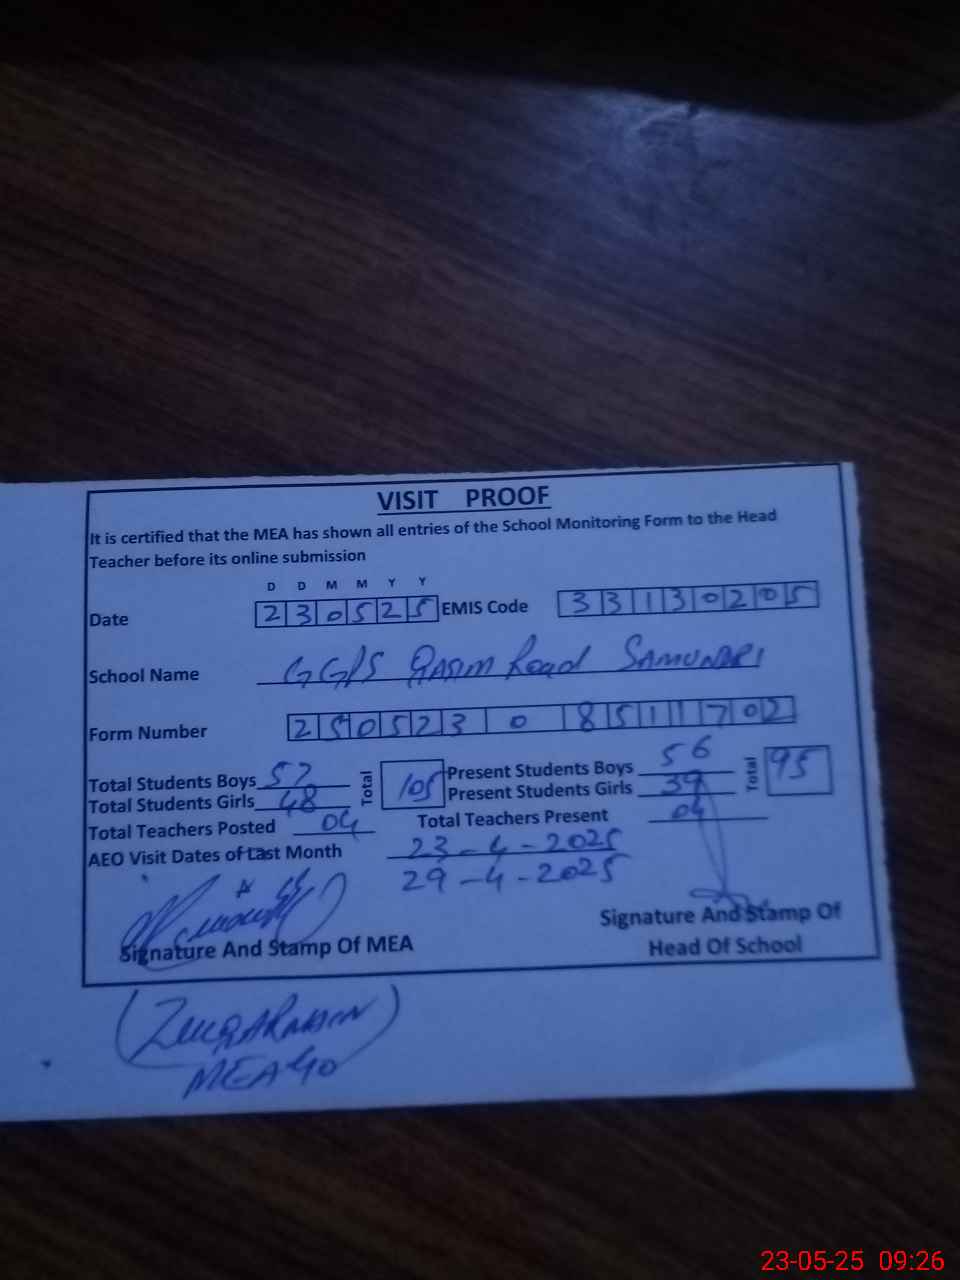 VISIT PROOF
It is certified that the MEA has shown all entries of the School Monitoring Form to the Head
Teacher before its online submission
D D M M Y Y
Date 230525 EMIS Code 33130205
School Name GGPS Qasim Road SAMUNDRI
Form Number 250523 0 8511702
Total Students Boys 57 Total 105 Present Students Boys 56 Total 95
Total Students Girls 48 Present Students Girls 39
Total Teachers Posted 04 Total Teachers Present 04
AEO Visit Dates of Last Month 23-4-2025
29-4-2025
Signature And Stamp Of MEA
Signature And Stamp Of
Head Of School
MEA 40
23-05-25 09:26